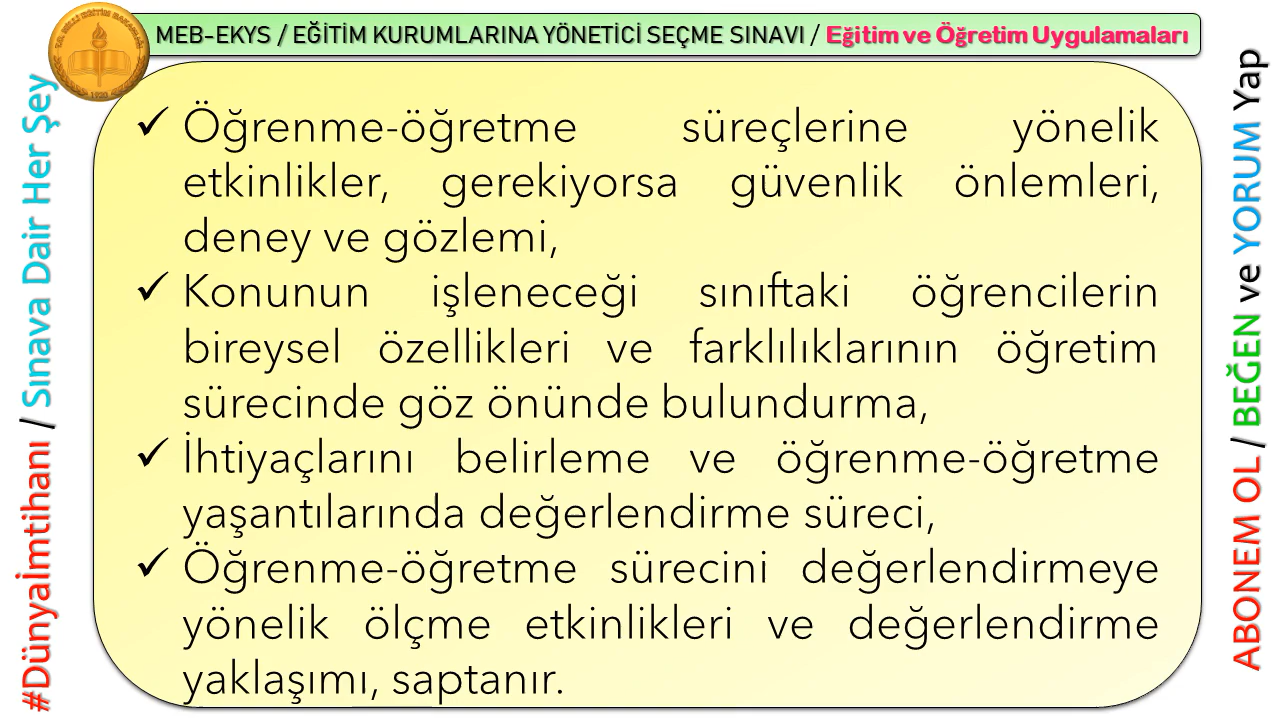 MEB-EKYS / EĞİTİM KURUMLARINA YÖNETİCİ SEÇME SINAVI / Eğitim ve Öğretim Uygulamaları
#Dünyaİmtihanı / Sınava Dair Her Şey
✓ Öğrenme-öğretme süreçlerine yönelik
etkinlikler, gerekiyorsa güvenlik önlemleri,
deney ve gözlemi,
✓ Konunun işleneceği sınıftaki öğrencilerin
bireysel özellikleri ve farklılıklarının öğretim
sürecinde göz önünde bulundurma,
✓ İhtiyaçlarını belirleme ve öğrenme-öğretme
yaşantılarında değerlendirme süreci,
✓ Öğrenme-öğretme sürecini değerlendirmeye
yönelik ölçme etkinlikleri ve değerlendirme
yaklaşımı, saptanır.
ABONEM OL / BEĞEN ve YORUM Yap